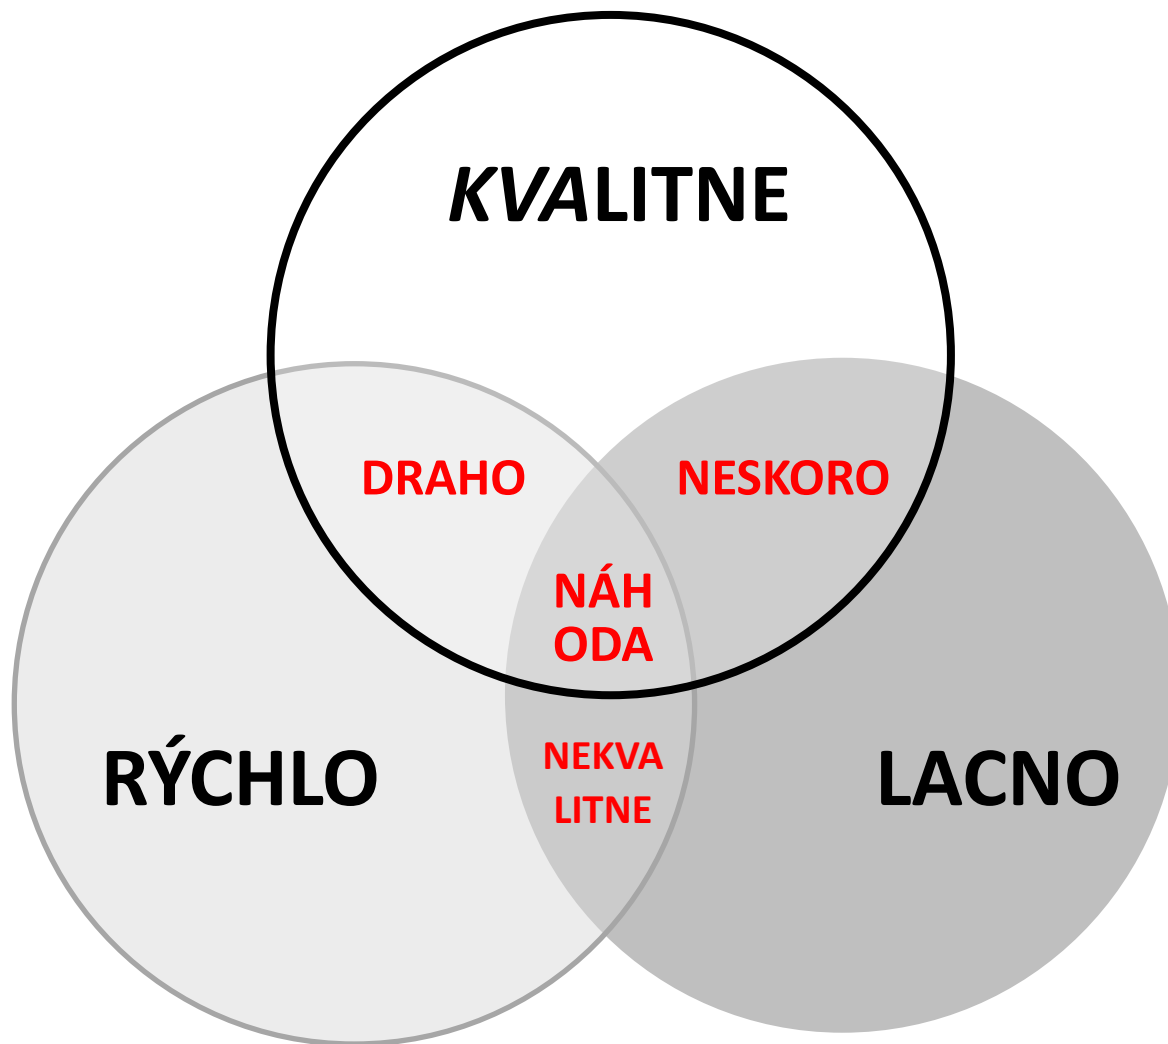 KVALITNE
DRAHO
NESKORO
NÁH
ODA
RÝCHLO
NEKVA
LITNE
LACNO